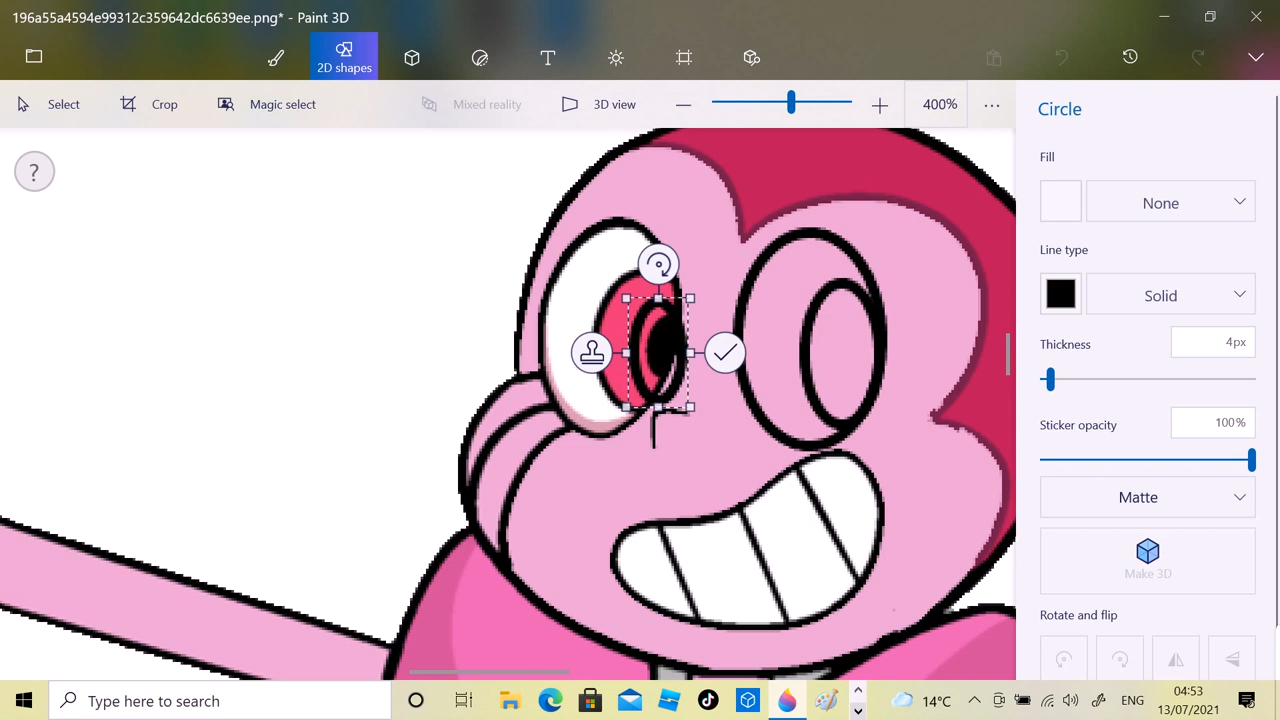 196a55a4594e99312c359642dc6639ee.png* - Paint 3D
2D shapes
Select
Crop
Magic select
Mixed reality
3D view
400%
?
Circle
Fill
None
Line type
Solid
Thickness
4px
Sticker opacity
100%
Matte
Make 3D
Rotate and flip
Type here to search
14°C
ENG
04:53
13/07/2021